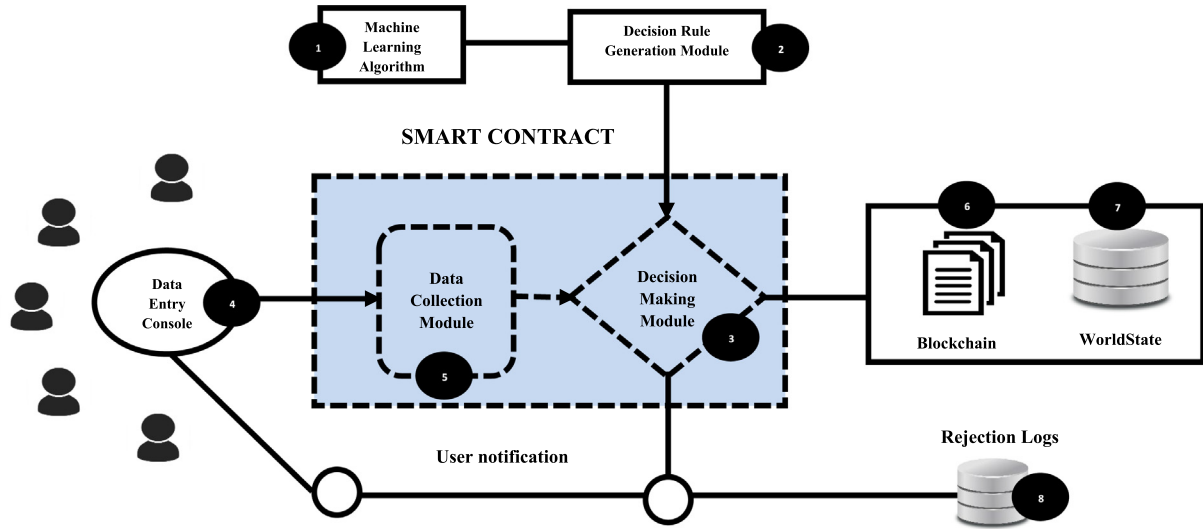 1
Machine
Learning
Algorithm
Decision Rule
Generation Module
2
SMART CONTRACT
Data
Entry
Console
4
Data
Collection
Module
5
Decision
Making
Module
3
6
7
Blockchain
WorldState
User notification
Rejection Logs
8